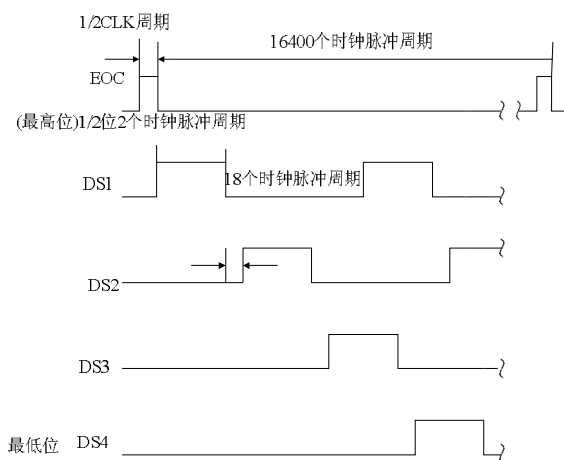 1/2CLK周期
16400个时钟脉冲周期
EOC
(最高位)1/2位2个时钟脉冲周期
DS1
18个时钟脉冲周期
DS2
DS3
最低位 DS4